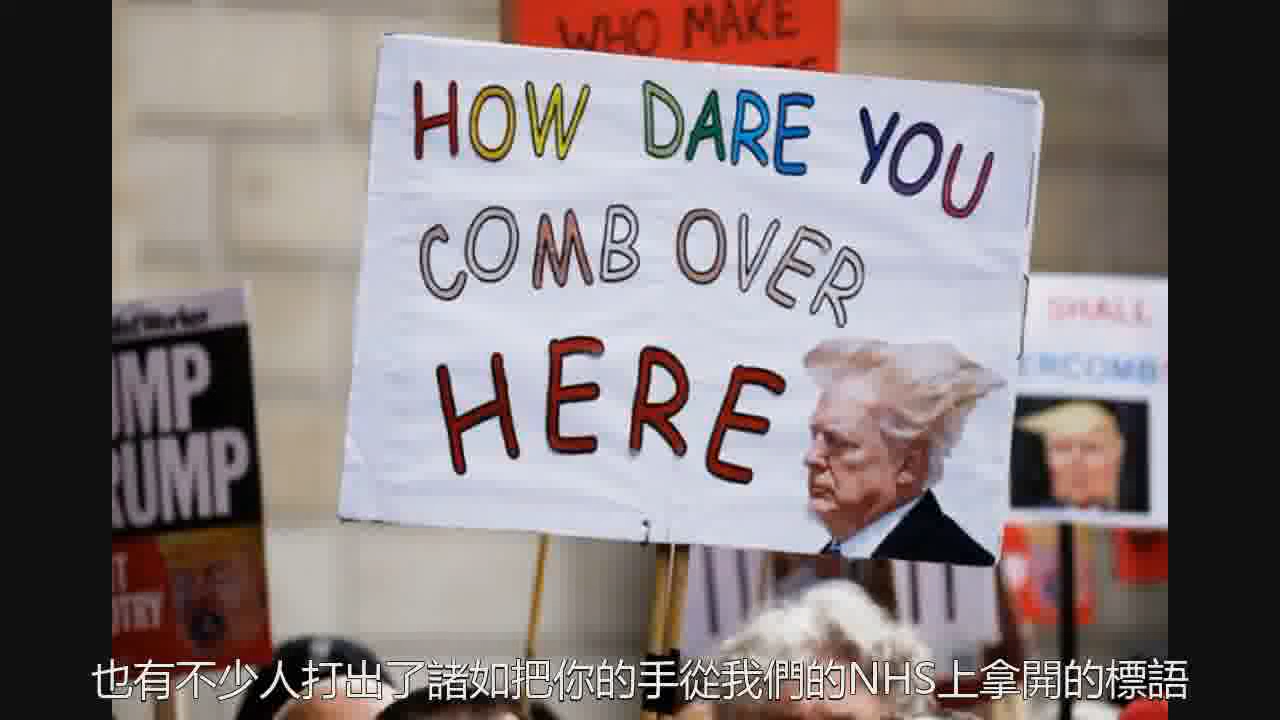 WHO MAKE
HOW DARE YOU
COMB OVER
HERE
SHALL
ERCOMB
UMP
RUMP
也有不少人打出了諸如把你的手從我們的NHS上拿開的標語